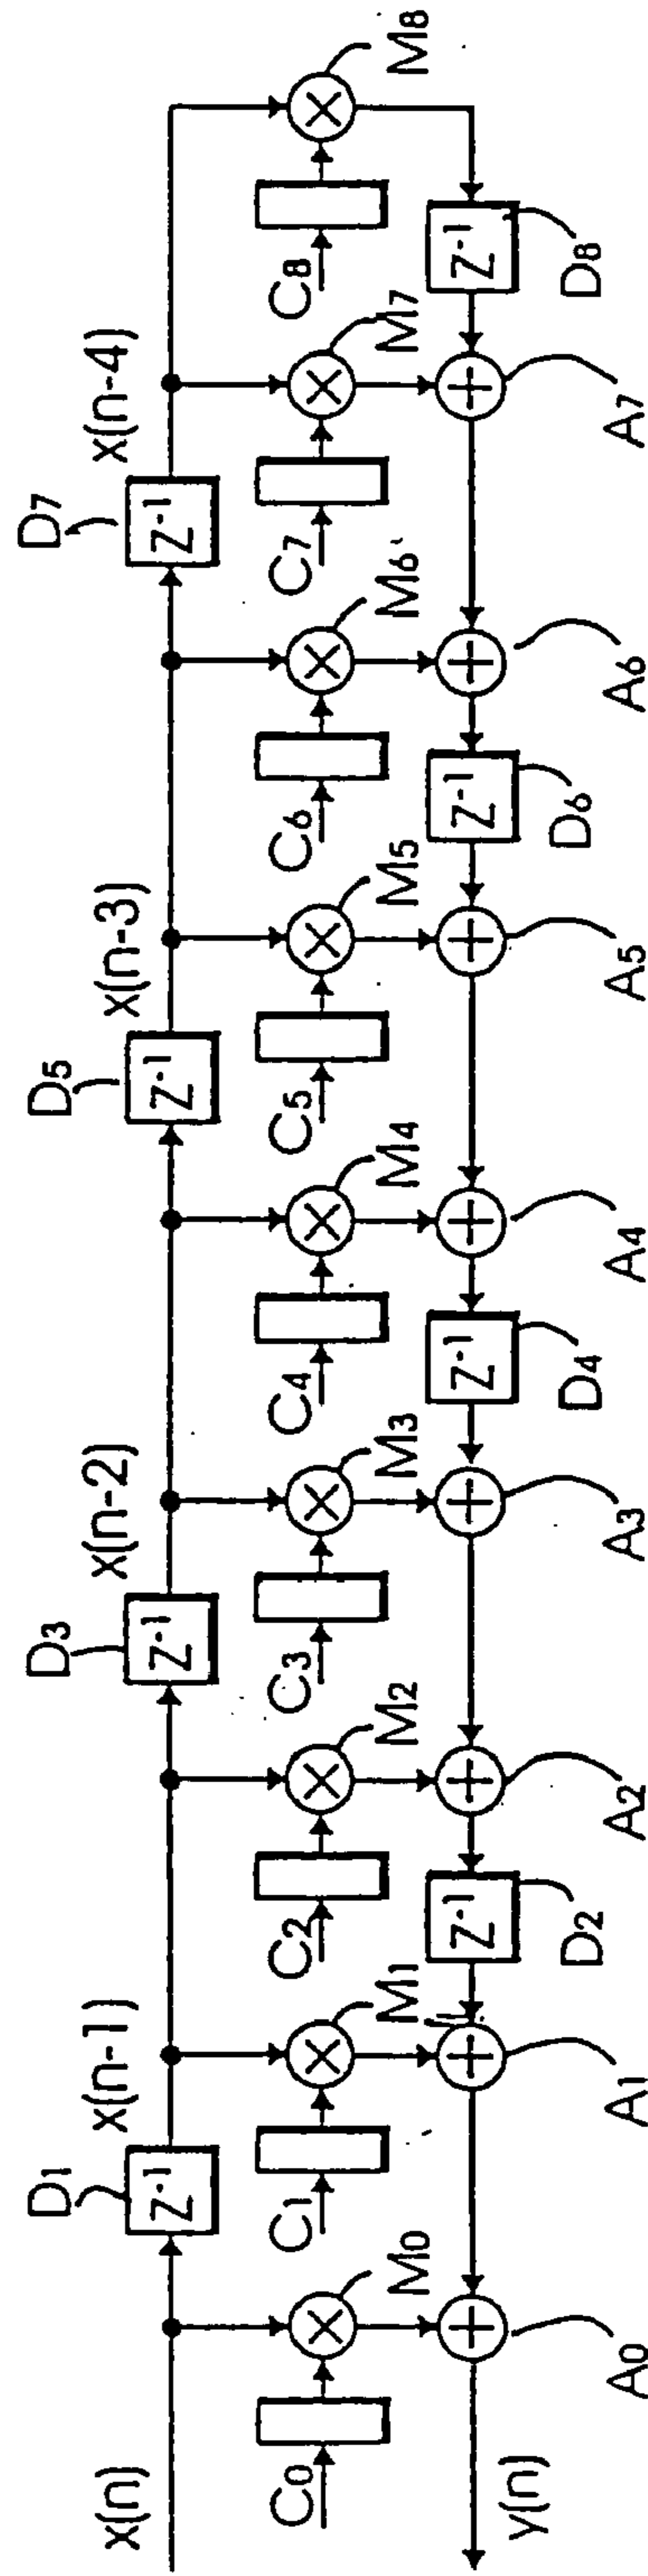 x(n) x(n-1) x(n-2) x(n-3) x(n-4)
D1 D3 D5 D7
Z-1 Z-1 Z-1 Z-1
C0 C1 C2 C3 C4 C5 C6 C7 C8
M0 M1 M2 M3 M4 M5 M6 M7 M8
Z-1 Z-1 Z-1 Z-1
y(n)
D2 D4 D6 D8
A0 A1 A2 A3 A4 A5 A6 A7